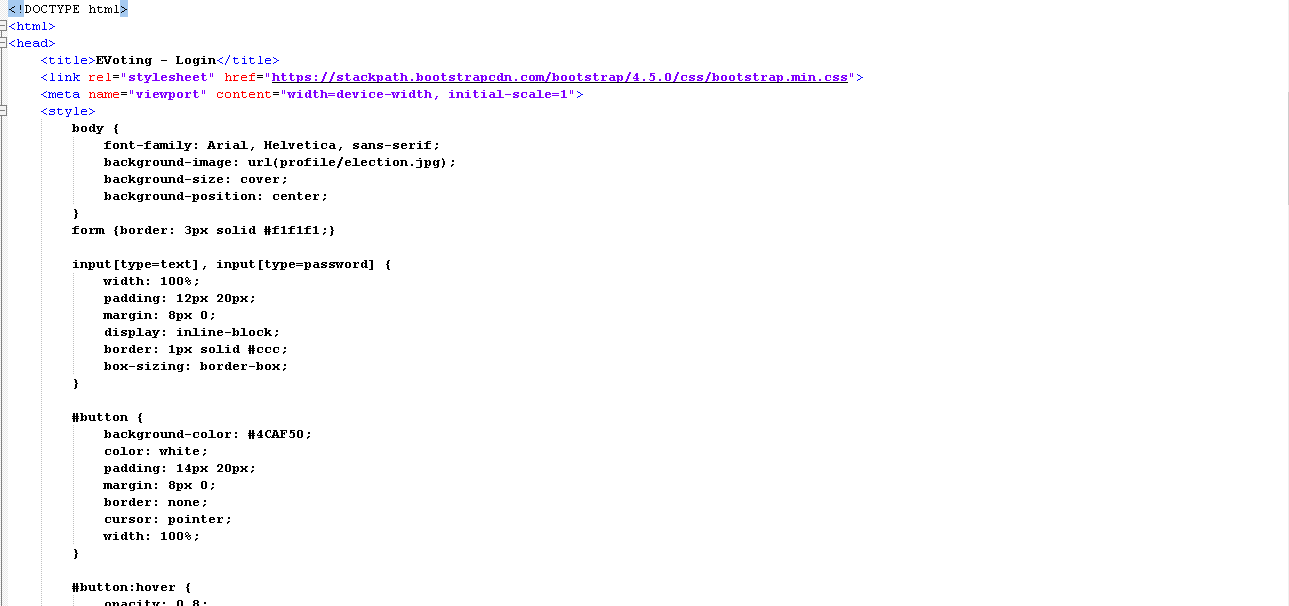 <!DOCTYPE html>
<html>
<head>
    <title>EVoting - Login</title>
    <link rel="stylesheet" href="https://stackpath.bootstrapcdn.com/bootstrap/4.5.0/css/bootstrap.min.css">
    <meta name="viewport" content="width=device-width, initial-scale=1">
    <style>
        body {
            font-family: Arial, Helvetica, sans-serif;
            background-image: url(profile/election.jpg);
            background-size: cover;
            background-position: center;
        }
        form {border: 3px solid #f1f1f1;}

        input[type=text], input[type=password] {
            width: 100%;
            padding: 12px 20px;
            margin: 8px 0;
            display: inline-block;
            border: 1px solid #ccc;
            box-sizing: border-box;
        }

        #button {
            background-color: #4CAF50;
            color: white;
            padding: 14px 20px;
            margin: 8px 0;
            border: none;
            cursor: pointer;
            width: 100%;
        }

        #button:hover {
            opacity: 0.8;